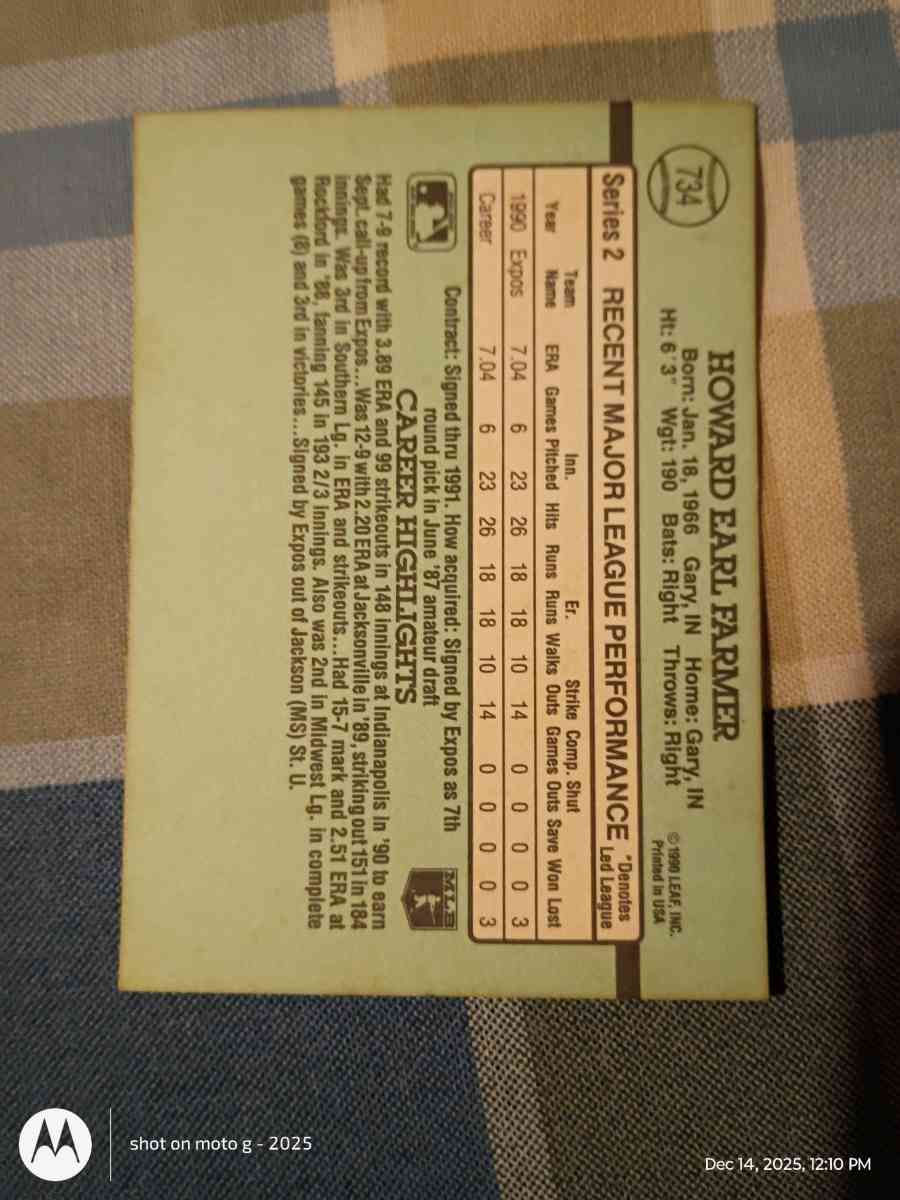 734
HOWARD EARL FARMER
Born: Jan. 18, 1966 Gary, IN Home: Gary, IN
Ht: 6'3" Wgt: 190 Bats: Right Throws: Right
©1990 LEAF, INC.
Printed in USA
Series 2 RECENT MAJOR LEAGUE PERFORMANCE *Denotes
Led League
Team Inn. Er. Strike Comp. Shut
Year Name ERA Games Pitched Hits Runs Runs Walks Outs Games Outs Save Won Lost
1990 Expos 7.04 6 23 26 18 18 10 14 0 0 0 0 3
Career 7.04 6 23 26 18 18 10 14 0 0 0 0 3
Contract: Signed thru 1991. How acquired: Signed by Expos as 7th
round pick in June '87 amateur draft
MLB
CAREER HIGHLIGHTS
Had 7-9 record with 3.89 ERA and 99 strikeouts in 148 innings at Indianapolis in '90 to earn
Sept. call-up from Expos...Was 12-9 with 2.20 ERA at Jacksonville in '89, striking out 151 in 184
innings. Was 3rd in Southern Lg. in ERA and strikeouts...Had 15-7 mark and 2.51 ERA at
Rockford in '88, fanning 145 in 193 2/3 innings. Also was 2nd in Midwest Lg. in complete
games (8) and 3rd in victories...Signed by Expos out of Jackson (MS) St. U.
shot on moto g - 2025
Dec 14, 2025, 12:10 PM